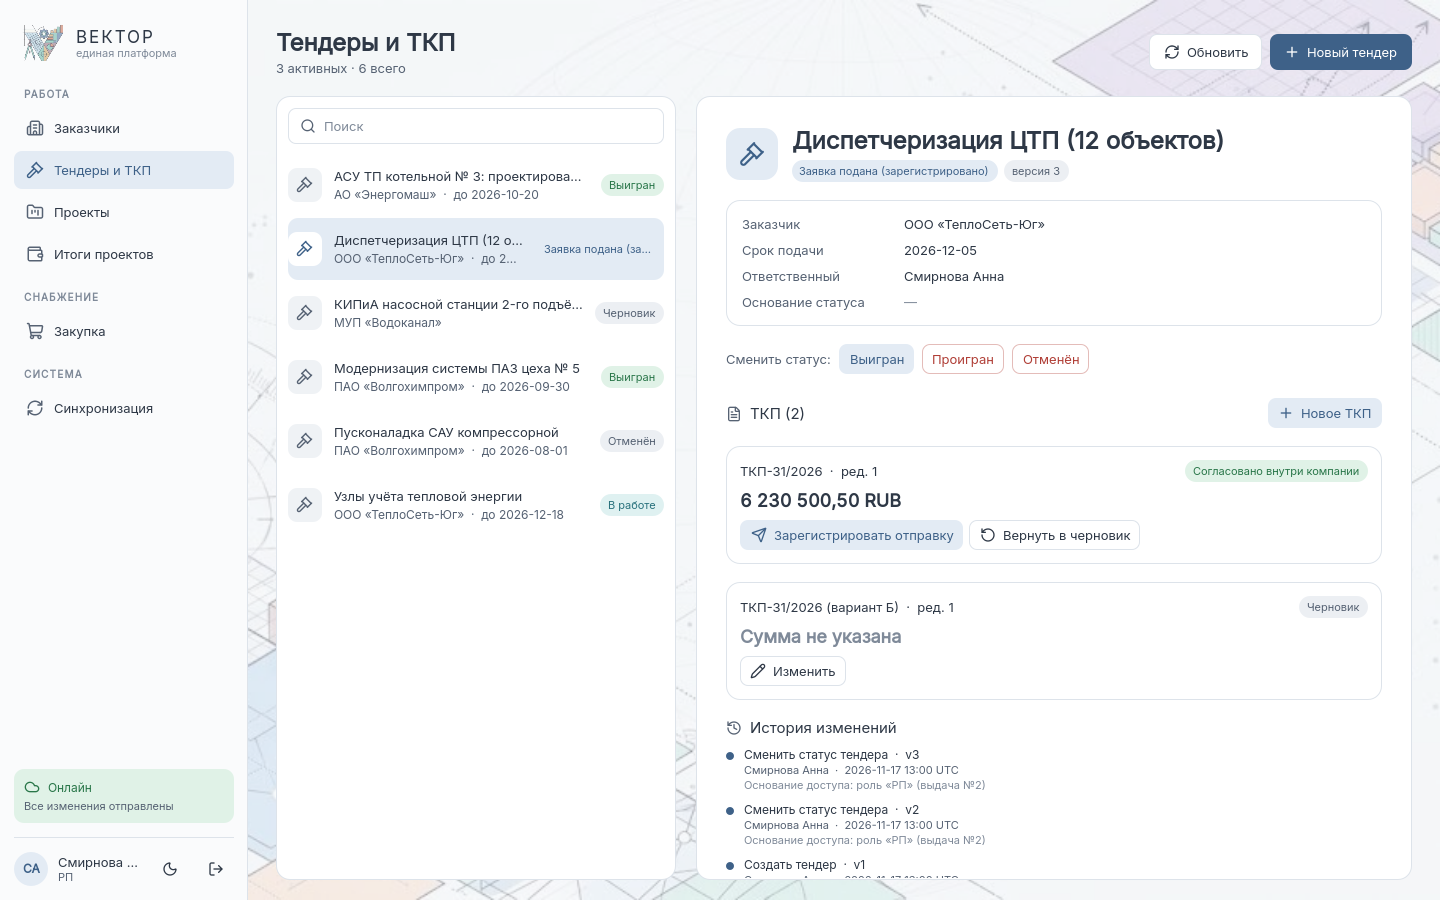 ВЕКТОР
единая платформа
РАБОТА
Заказчики
Тендеры и ТКП
Проекты
Итоги проектов
СНАБЖЕНИЕ
Закупка
СИСТЕМА
Синхронизация
Онлайн
Все изменения отправлены
СА
Смирнова ...
РП
Тендеры и ТКП
3 активных · 6 всего
Обновить
Новый тендер
Поиск
АСУ ТП котельной № 3: проектирова...
АО «Энергомаш» · до 2026-10-20
Выигран
Диспетчеризация ЦТП (12 о...
ООО «ТеплоСеть-Юг» · до 2...
Заявка подана (за...
КИПиА насосной станции 2-го подъё...
МУП «Водоканал»
Черновик
Модернизация системы ПАЗ цеха № 5
ПАО «Волгохимпром» · до 2026-09-30
Выигран
Пусконаладка САУ компрессорной
ПАО «Волгохимпром» · до 2026-08-01
Отменён
Узлы учёта тепловой энергии
ООО «ТеплоСеть-Юг» · до 2026-12-18
В работе
Диспетчеризация ЦТП (12 объектов)
Заявка подана (зарегистрировано)
версия 3
Заказчик ООО «ТеплоСеть-Юг»
Срок подачи 2026-12-05
Ответственный Смирнова Анна
Основание статуса —
Сменить статус: Выигран Проигран Отменён
ТКП (2)
Новое ТКП
ТКП-31/2026 · ред. 1
Согласовано внутри компании
6 230 500,50 RUB
Зарегистрировать отправку
Вернуть в черновик
ТКП-31/2026 (вариант Б) · ред. 1
Черновик
Сумма не указана
Изменить
История изменений
Сменить статус тендера · v3
Смирнова Анна · 2026-11-17 13:00 UTC
Основание доступа: роль «РП» (выдача №2)
Сменить статус тендера · v2
Смирнова Анна · 2026-11-17 13:00 UTC
Основание доступа: роль «РП» (выдача №2)
Создать тендер · v1